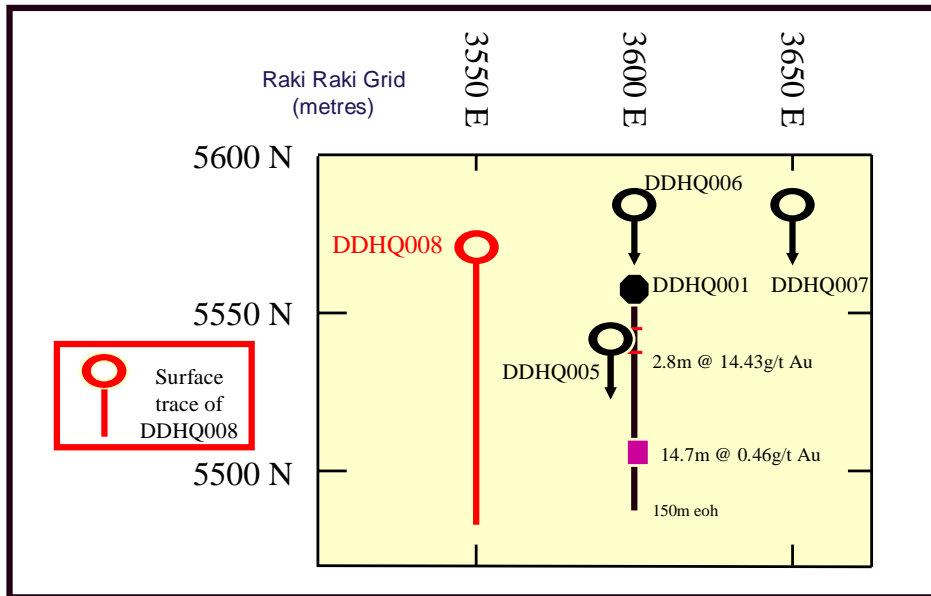 3550 E
3600 E
3650 E
Raki Raki Grid
(metres)
5600 N
DDHQ006
DDHQ008
DDHQ001
DDHQ007
5550 N
2.8m @ 14.43g/t Au
DDHQ005
Surface
trace of
DDHQ008
14.7m @ 0.46g/t Au
5500 N
150m eoh